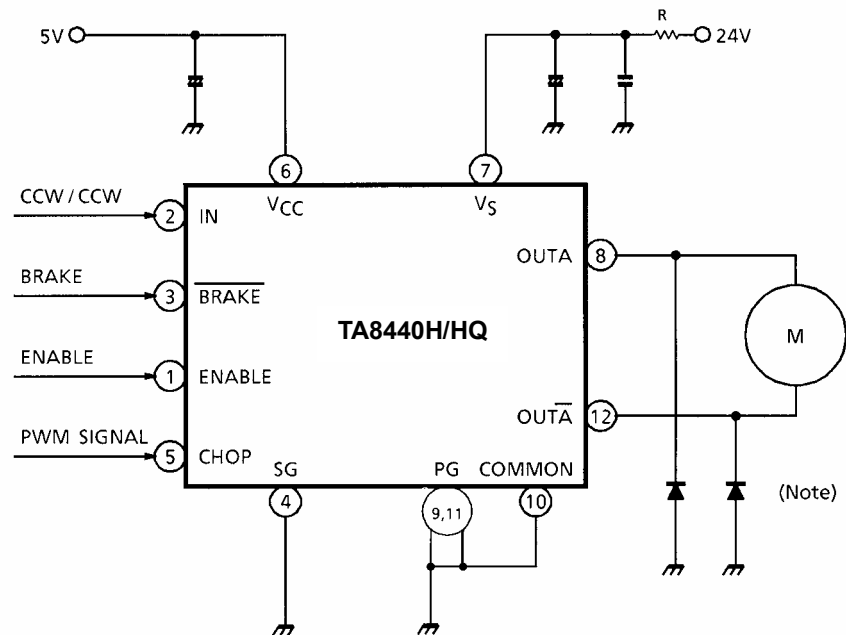 5V
R
24V
6
7
VCC
VS
CCW / CCW
2
IN
OUTA
8
BRAKE
3
BRAKE
TA8440H/HQ
M
ENABLE
1
ENABLE
OUTA
12
PWM SIGNAL
5
CHOP
SG
PG
COMMON
(Note)
4
9,11
10